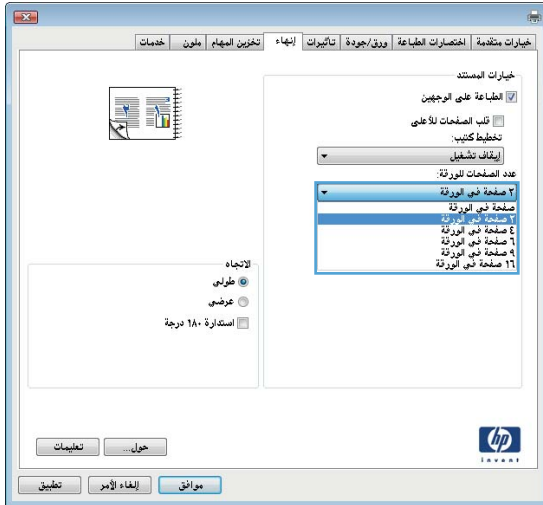 خيارات متقدمة اختصارات الطباعة ورق/جودة تأثيرات إنهاء تخزين المهام ملون خدمات
خيارات المستند
الطباعة على الوجهين
قلب الصفحات للأعلى
تخطيط كتيب:
إيقاف تشغيل
عدد الصفحات للورقة:
٢ صفحة في الورقة
صفحة في الورقة
٢ صفحة في الورقة
٤ صفحة في الورقة
٦ صفحة في الورقة
٩ صفحة في الورقة
١٦ صفحة في الورقة
الاتجاه
طولي
عرضي
استدارة ١٨٠ درجة
hp
invent
حول...
تعليمات
موافق
إلغاء الأمر
تطبيق